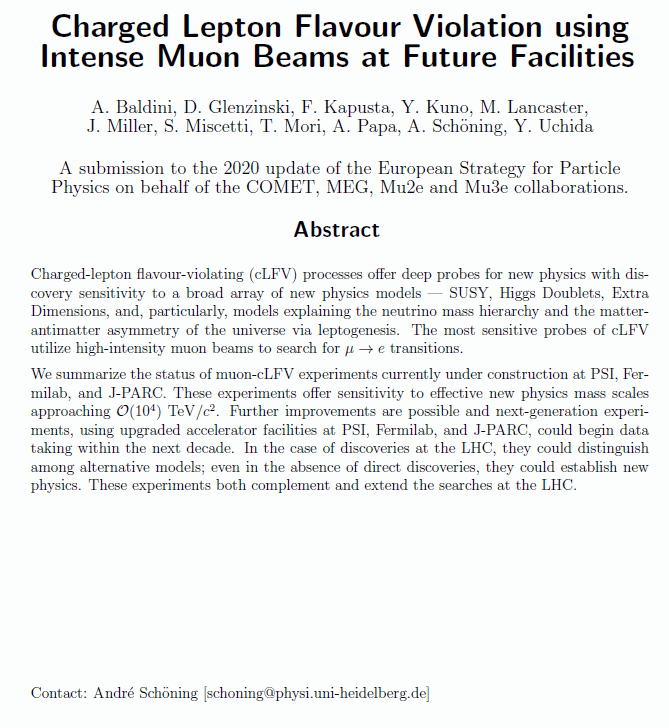 Charged Lepton Flavour Violation using
Intense Muon Beams at Future Facilities
A. Baldini, D. Glenzinski, F. Kapusta, Y. Kuno, M. Lancaster,
J. Miller, S. Miscetti, T. Mori, A. Papa, A. Schöning, Y. Uchida
A submission to the 2020 update of the European Strategy for Particle
Physics on behalf of the COMET, MEG, Mu2e and Mu3e collaborations.
Abstract
Charged-lepton flavour-violating (cLFV) processes offer deep probes for new physics with dis-
covery sensitivity to a broad array of new physics models — SUSY, Higgs Doublets, Extra
Dimensions, and, particularly, models explaining the neutrino mass hierarchy and the matter-
antimatter asymmetry of the universe via leptogenesis. The most sensitive probes of cLFV
utilize high-intensity muon beams to search for μ → e transitions.
We summarize the status of muon-cLFV experiments currently under construction at PSI, Fer-
milab, and J-PARC. These experiments offer sensitivity to effective new physics mass scales
approaching 𝒪(10⁴) TeV/c². Further improvements are possible and next-generation experi-
ments, using upgraded accelerator facilities at PSI, Fermilab, and J-PARC, could begin data
taking within the next decade. In the case of discoveries at the LHC, they could distinguish
among alternative models; even in the absence of direct discoveries, they could establish new
physics. These experiments both complement and extend the searches at the LHC.
Contact: André Schöning [schoning@physi.uni-heidelberg.de]